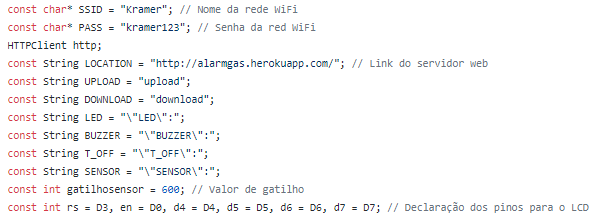 const char* SSID = "Kramer"; // Nome da rede WiFi
const char* PASS = "kramer123"; // Senha da red WiFi
HTTPClient http;
const String LOCATION = "http://alarmgas.herokuapp.com/"; // Link do servidor web
const String UPLOAD = "upload";
const String DOWNLOAD = "download";
const String LED = "\"LED\":";
const String BUZZER = "\"BUZZER\":";
const String T_OFF = "\"T_OFF\":";
const String SENSOR = "\"SENSOR\":";
const int gatilhosensor = 600; // Valor de gatilho
const int rs = D3, en = D0, d4 = D4, d5 = D5, d6 = D6, d7 = D7; // Declaração dos pinos para o LCD